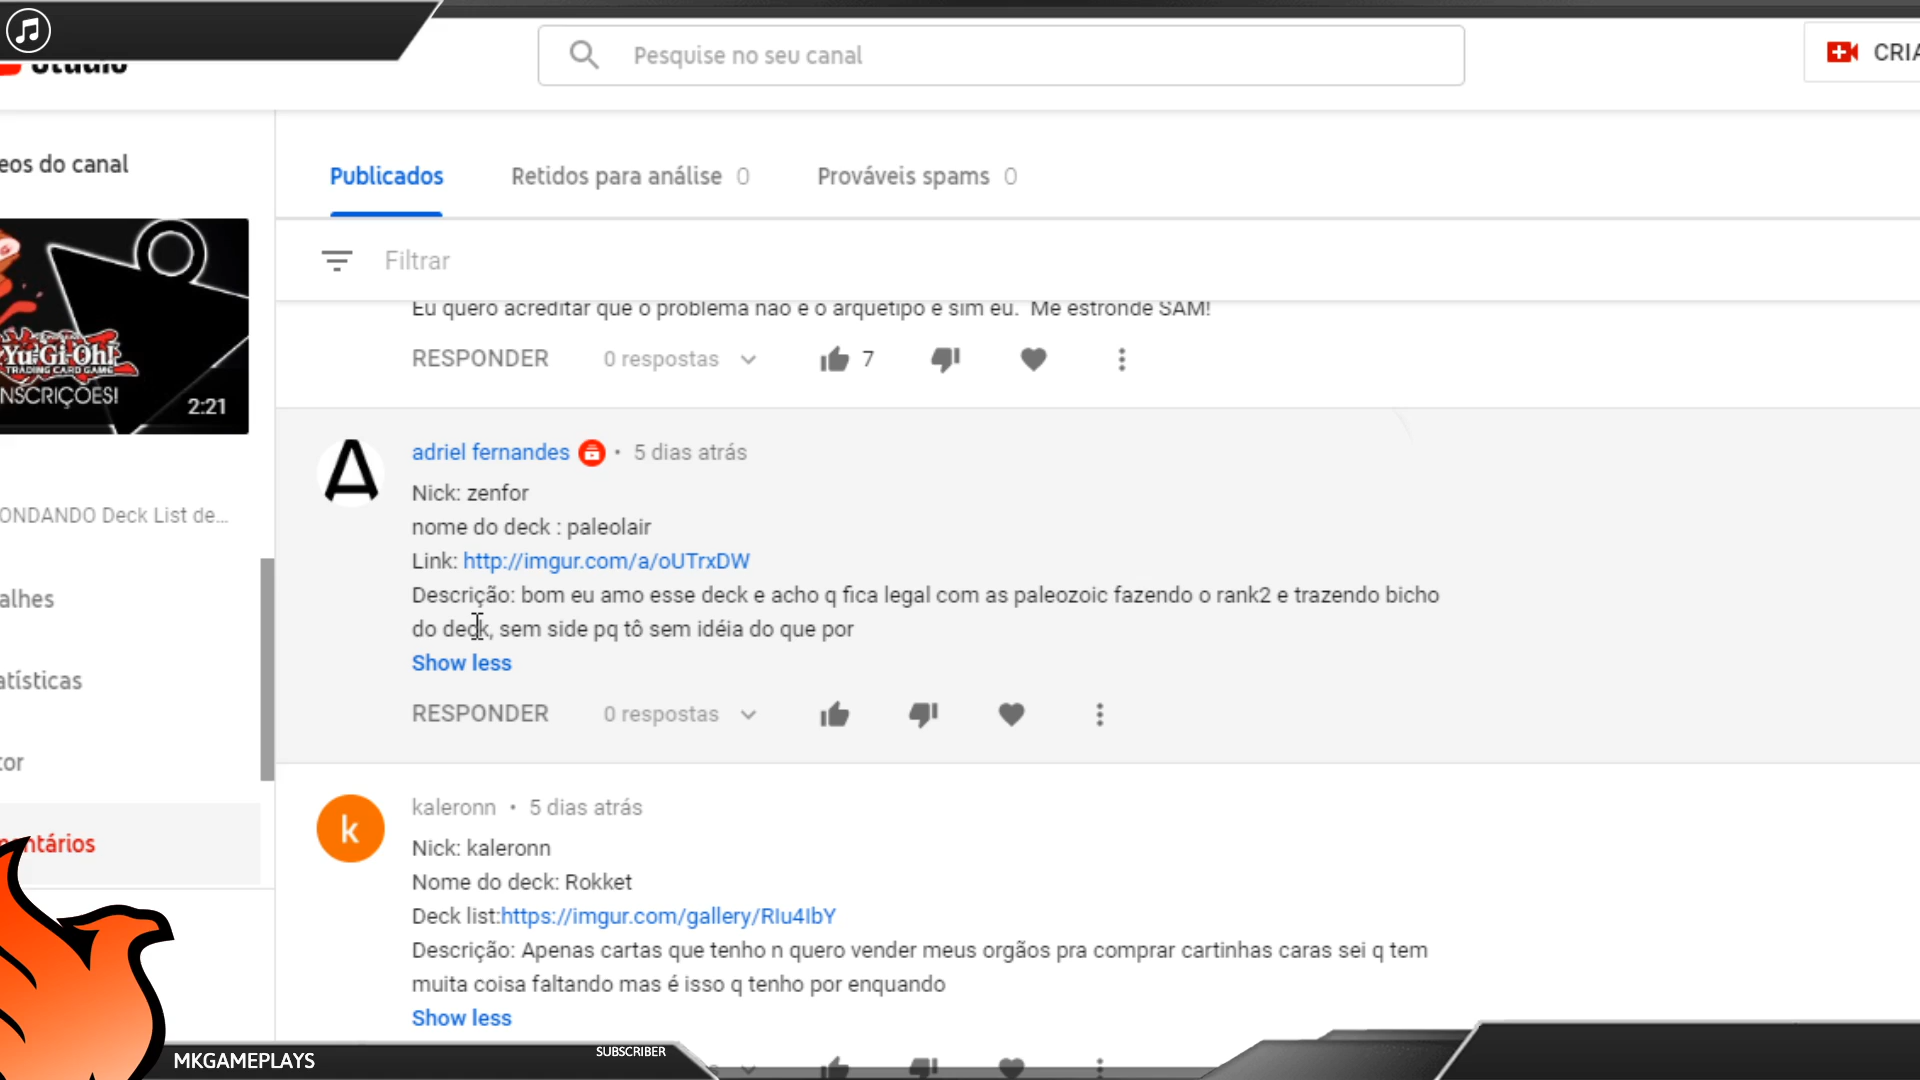 Pesquise no seu canal
CRIA
eos do canal
Publicados
Retidos para análise 0
Prováveis spams 0
Filtrar
Yu-Gi-Oh!
TRADING CARD GAME
NSCRIÇÕES!
2:21
Eu quero acreditar que o problema não é o arquetipo e sim eu.  Me estronde SAM!
RESPONDER
0 respostas
7
adriel fernandes • 5 dias atrás
Nick: zenfor
nome do deck : paleolair
Link: http://imgur.com/a/oUTrxDW
Descrição: bom eu amo esse deck e acho q fica legal com as paleozoic fazendo o rank2 e trazendo bicho
do deck, sem side pq tô sem idéia do que por
Show less
RESPONDER
0 respostas
ONDANDO Deck List de...
alhes
atísticas
tor
entários
k
kaleronn • 5 dias atrás
Nick: kaleronn
Nome do deck: Rokket
Deck list:https://imgur.com/gallery/RIu4IbY
Descrição: Apenas cartas que tenho n quero vender meus orgãos pra comprar cartinhas caras sei q tem
muita coisa faltando mas é isso q tenho por enquando
Show less
MKGAMEPLAYS
SUBSCRIBER